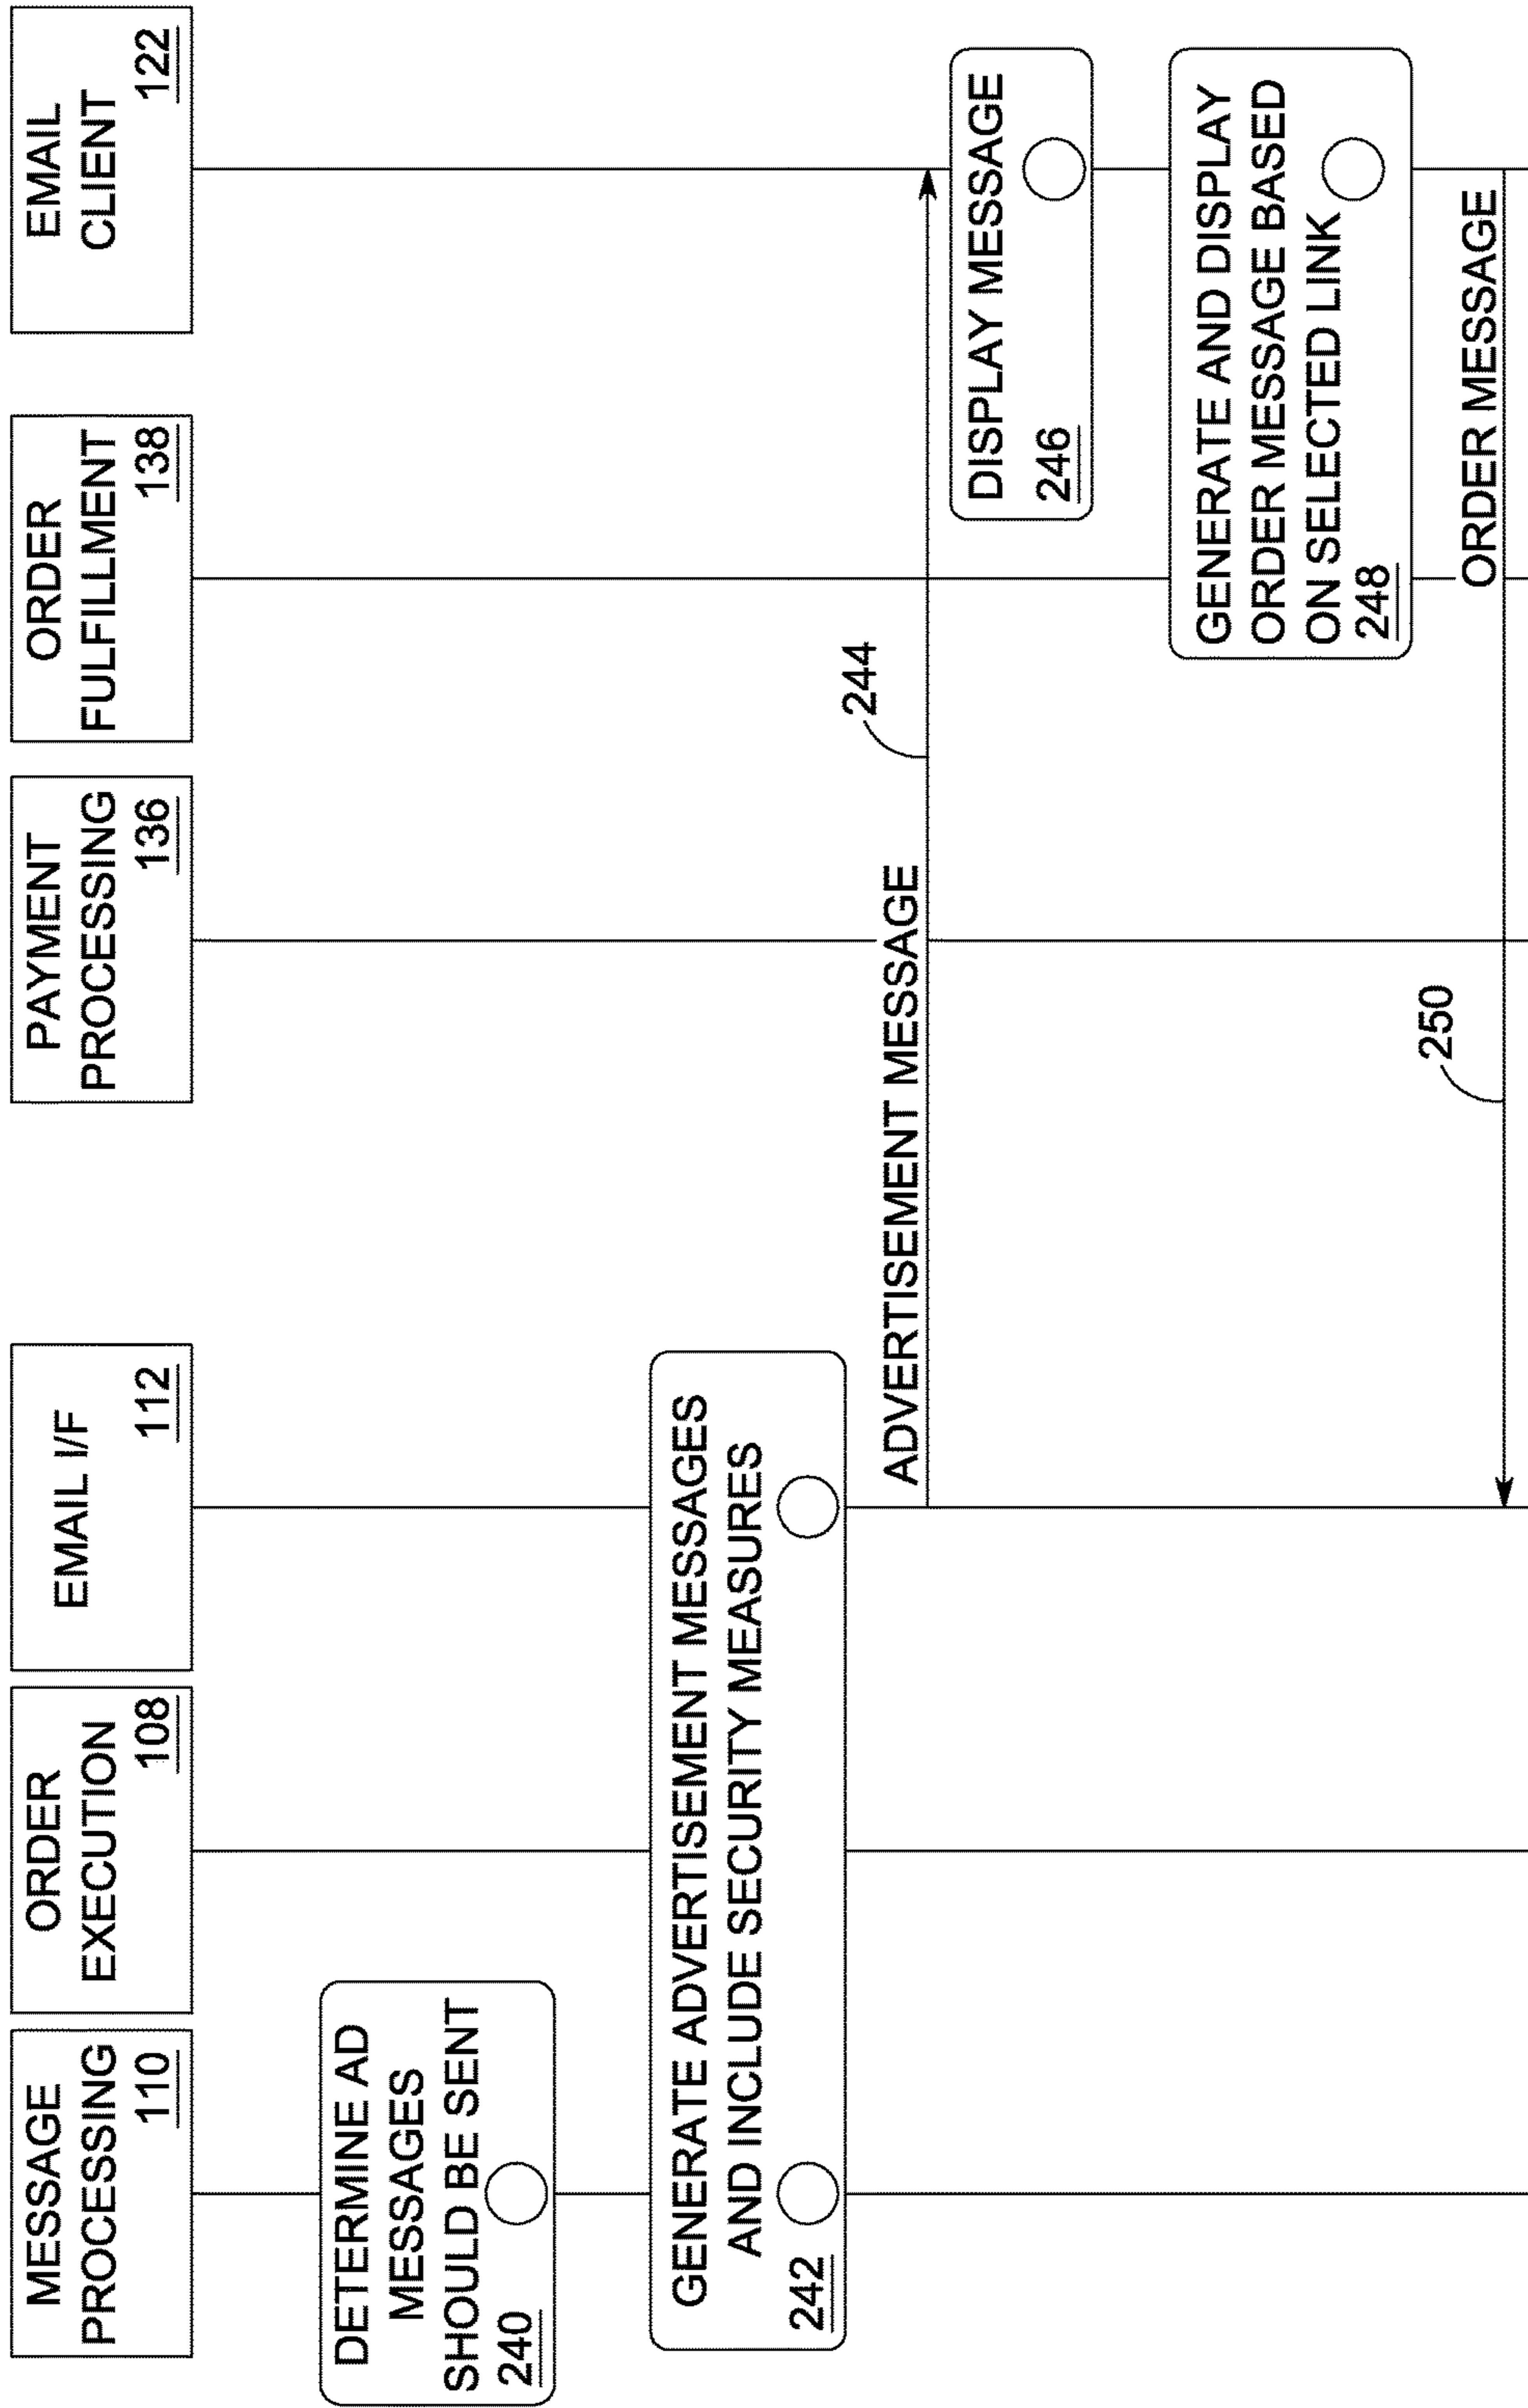 MESSAGE
PROCESSING
110
ORDER
EXECUTION
108
EMAIL I/F
112
PAYMENT
PROCESSING
136
ORDER
FULFILLMENT
138
EMAIL
CLIENT
122
DETERMINE AD
MESSAGES
SHOULD BE SENT
240
GENERATE ADVERTISEMENT MESSAGES
AND INCLUDE SECURITY MEASURES
242
244
ADVERTISEMENT MESSAGE
DISPLAY MESSAGE
246
GENERATE AND DISPLAY
ORDER MESSAGE BASED
ON SELECTED LINK
248
250
ORDER MESSAGE